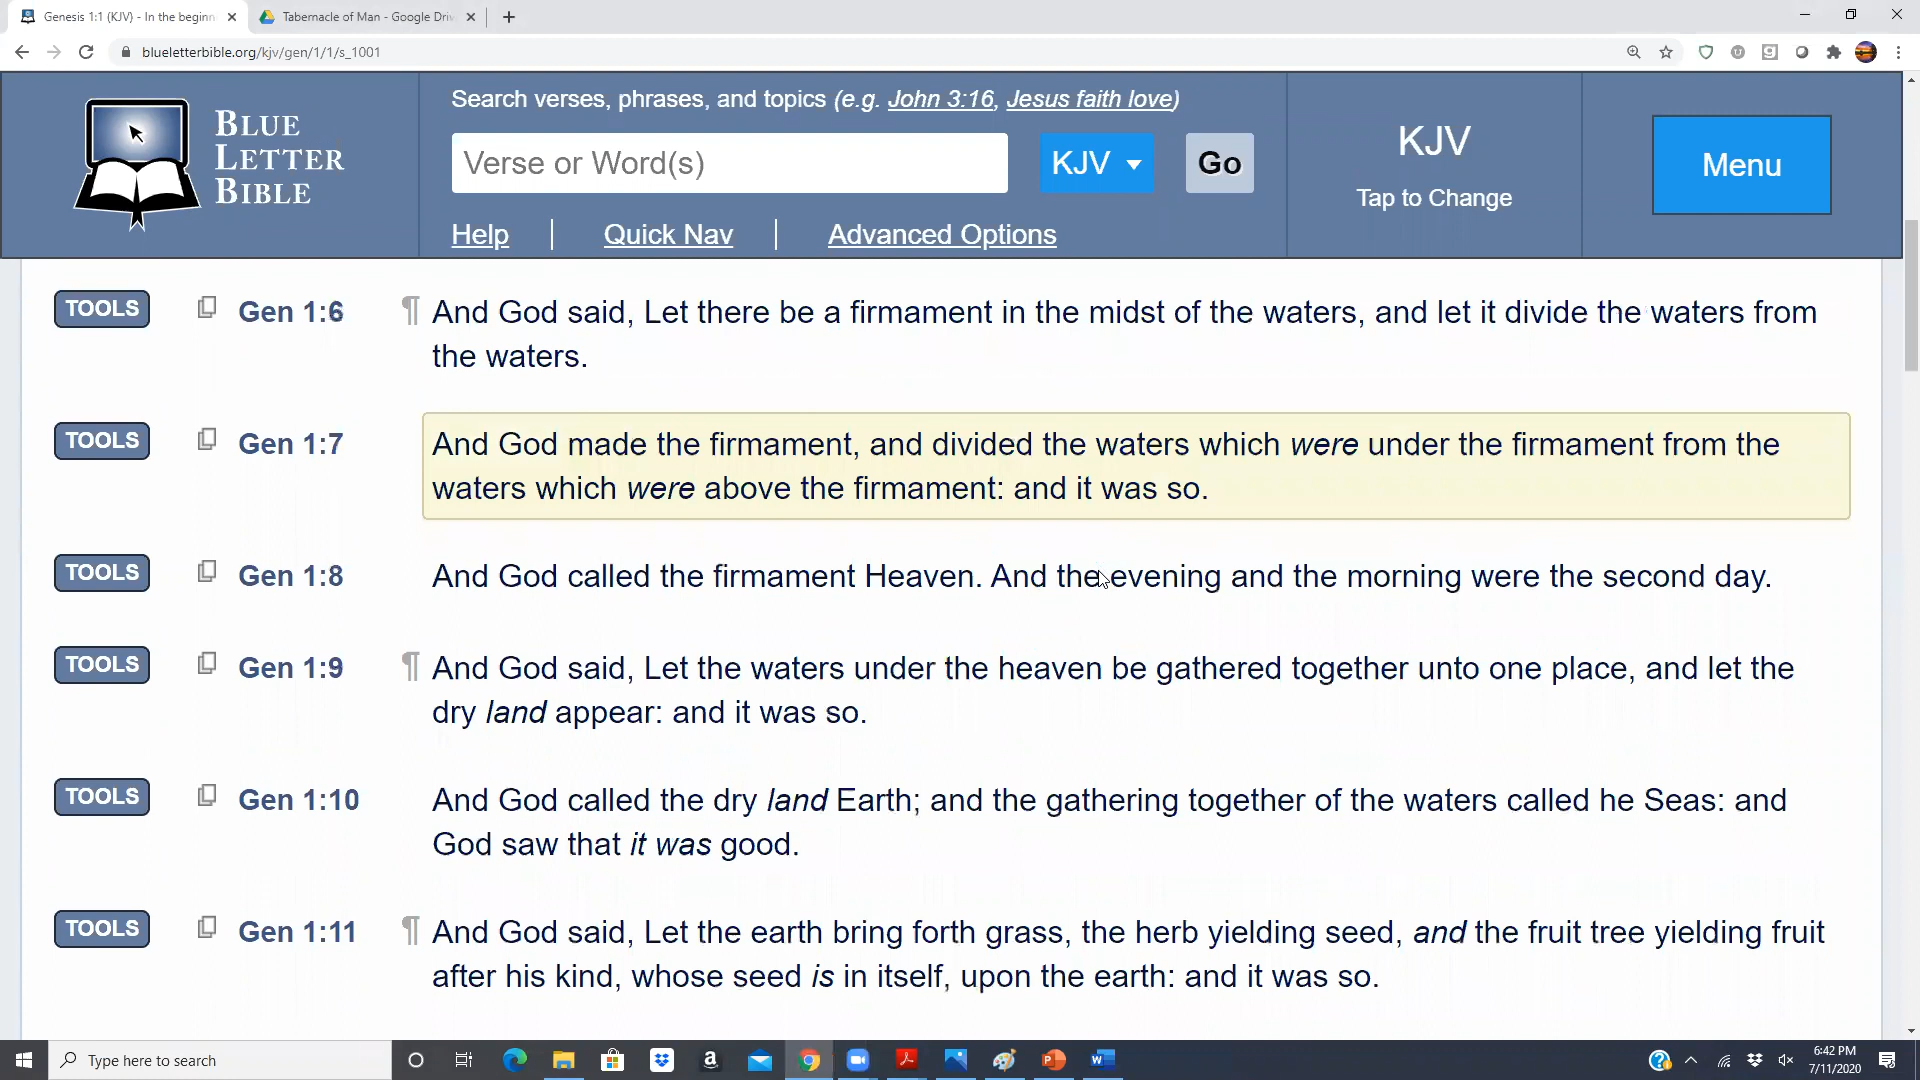 Genesis 1:1 (KJV) - In the beginn
Tabernacle of Man - Google Driv
blueletterbible.org/kjv/gen/1/1/s_1001
BLUE
LETTER
BIBLE
Search verses, phrases, and topics (e.g. John 3:16, Jesus faith love)
Verse or Word(s)
KJV
Go
Help
Quick Nav
Advanced Options
KJV
Tap to Change
Menu
TOOLS Gen 1:6 ¶ And God said, Let there be a firmament in the midst of the waters, and let it divide the waters from
the waters.
TOOLS Gen 1:7 And God made the firmament, and divided the waters which were under the firmament from the
waters which were above the firmament: and it was so.
TOOLS Gen 1:8 And God called the firmament Heaven. And the evening and the morning were the second day.
TOOLS Gen 1:9 ¶ And God said, Let the waters under the heaven be gathered together unto one place, and let the
dry land appear: and it was so.
TOOLS Gen 1:10 And God called the dry land Earth; and the gathering together of the waters called he Seas: and
God saw that it was good.
TOOLS Gen 1:11 ¶ And God said, Let the earth bring forth grass, the herb yielding seed, and the fruit tree yielding fruit
after his kind, whose seed is in itself, upon the earth: and it was so.
Type here to search
6:42 PM
7/11/2020